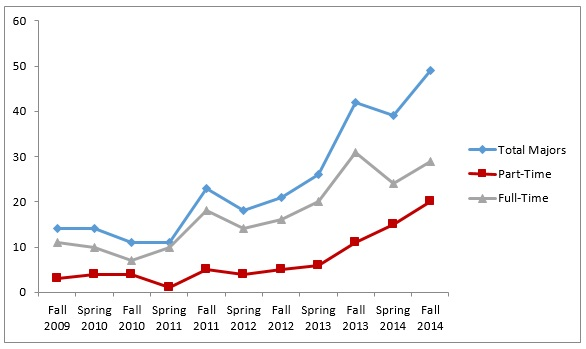 60
50
40
30
20
10
0
Fall Spring Fall Spring Fall Spring Fall Spring Fall Spring Fall
2009 2010 2010 2011 2011 2012 2012 2013 2013 2014 2014
Total Majors
Part-Time
Full-Time